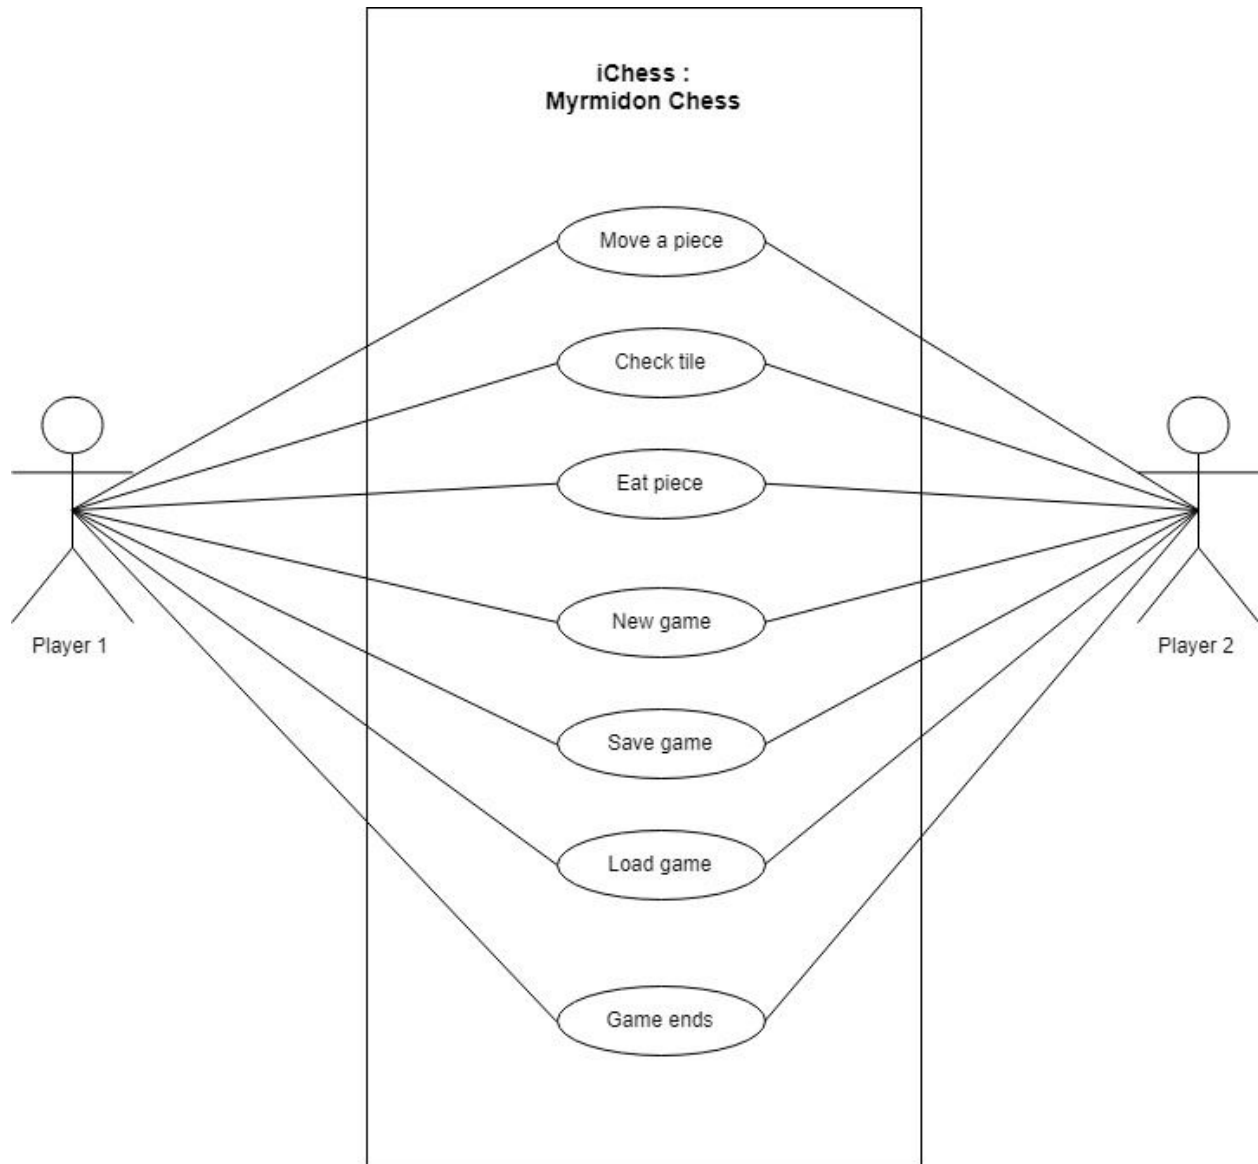 iChess :
Myrmidon Chess
Move a piece
Check tile
Eat piece
New game
Player 1
Player 2
Save game
Load game
Game ends